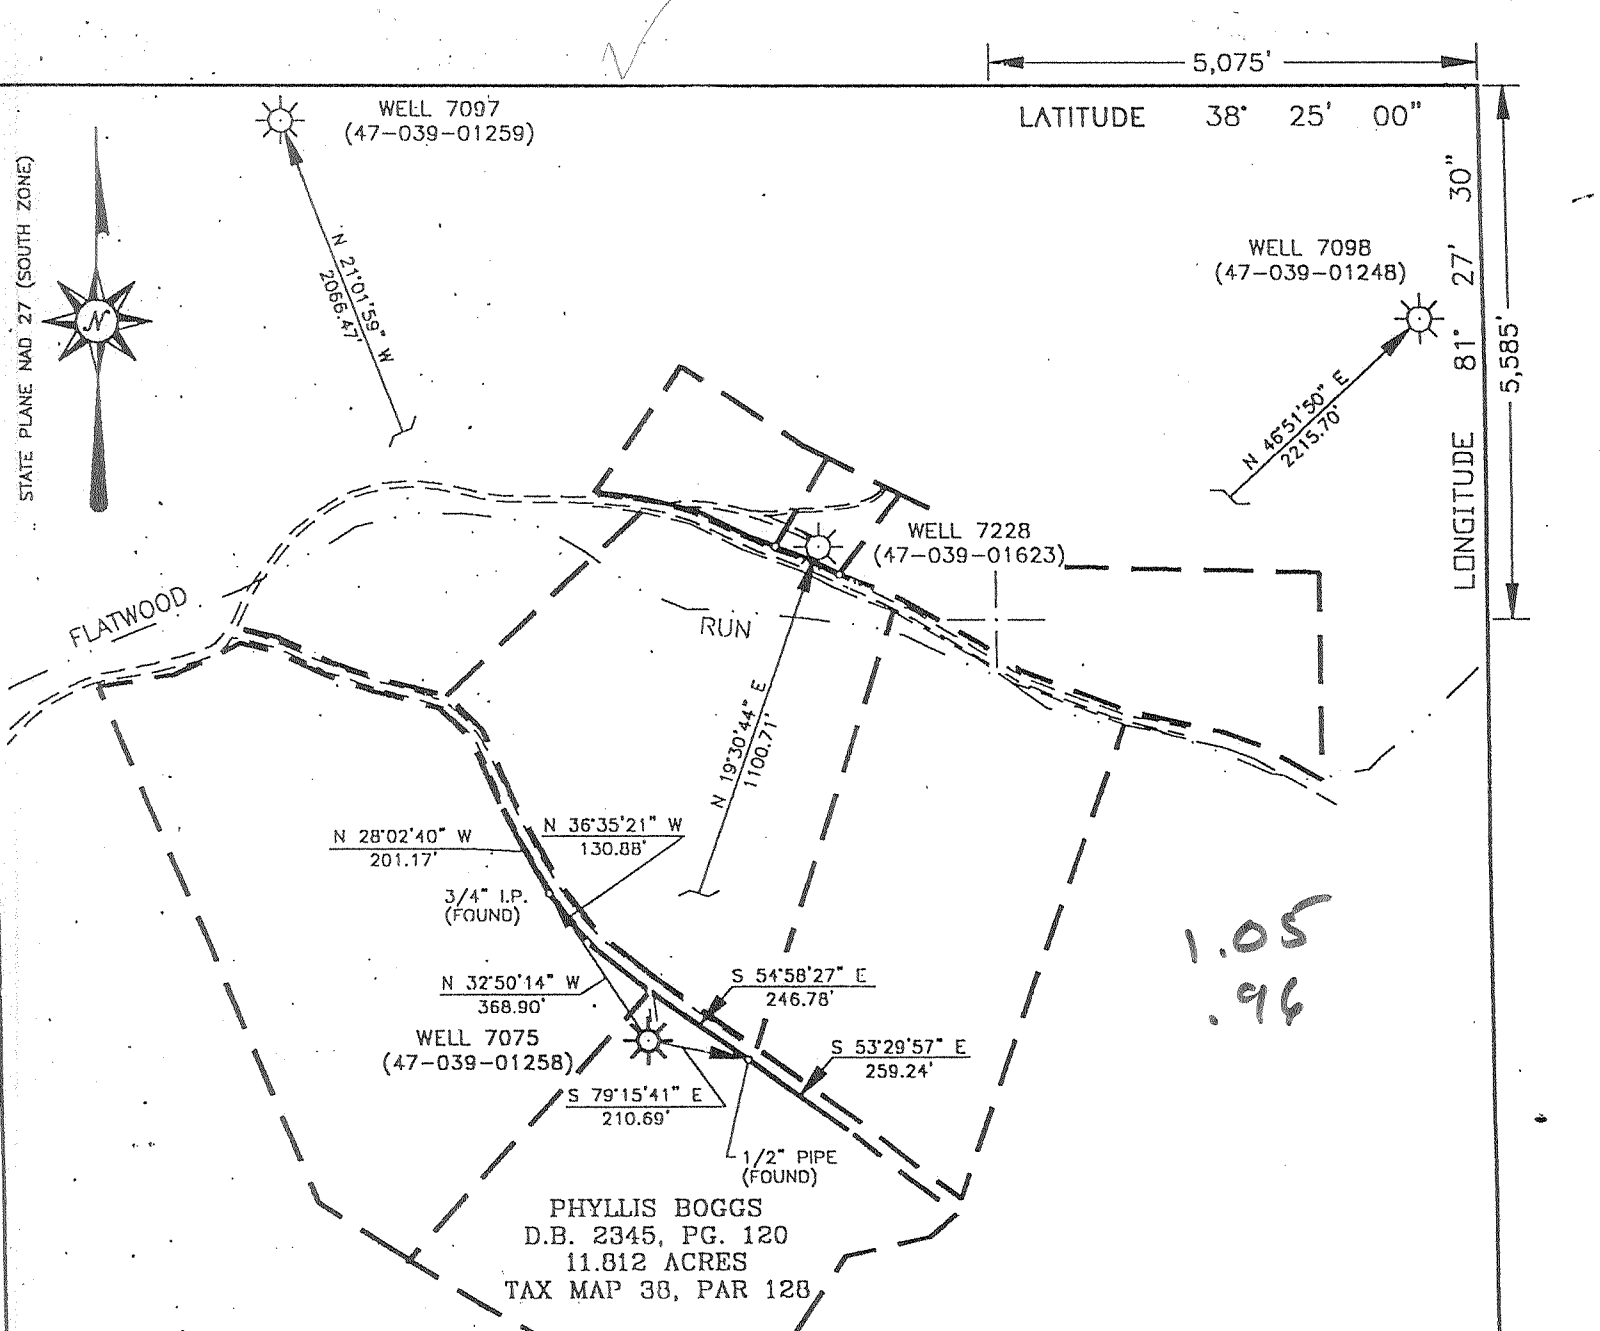 5,075'
WELL 7097
(47-039-01259)
LATITUDE 38° 25' 00"
LONGITUDE 81° 27' 30"
5,585'
STATE PLANE NAD 27 (SOUTH ZONE)
N
N 21°01'59" W
2066.47'
WELL 7098
(47-039-01248)
N 46°51'50" E
2215.70'
WELL 7228
(47-039-01623)
FLATWOOD
RUN
N 19°30'44" E
1100.71'
N 28°02'40" W
201.17'
N 36°35'21" W
130.88'
3/4" I.P.
(FOUND)
1.05
.96
N 32°50'14" W
368.90'
S 54°58'27" E
246.78'
WELL 7075
(47-039-01258)
S 53°29'57" E
259.24'
S 79°15'41" E
210.69'
1/2" PIPE
(FOUND)
PHYLLIS BOGGS
D.B. 2345, PG. 120
11.812 ACRES
TAX MAP 38, PAR 128